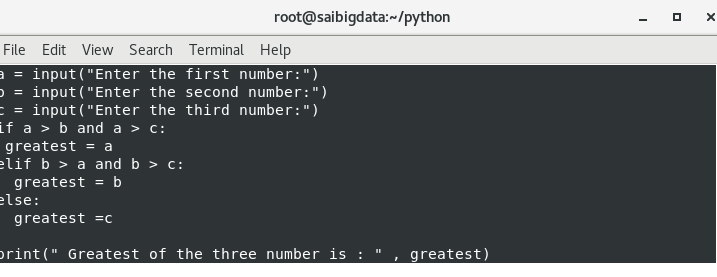 root@saibigdata:~/python
File Edit View Search Terminal Help
a = input("Enter the first number:")
b = input("Enter the second number:")
c = input("Enter the third number:")
if a > b and a > c:
 greatest = a
elif b > a and b > c:
  greatest = b
else:
  greatest =c
print(" Greatest of the three number is : " , greatest)